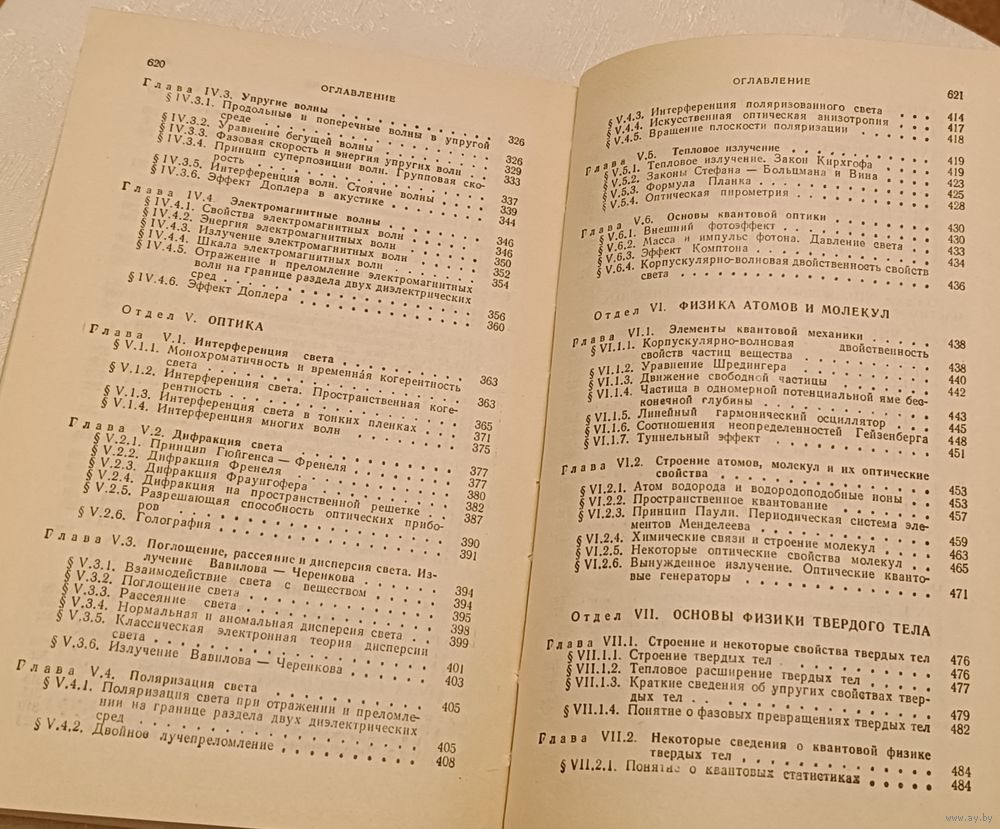 620
ОГЛАВЛЕНИЕ
Глава IV.3. Упругие волны . . . . . . . . . . 326
§ IV.3.1. Продольные и поперечные волны в упругой
среде . . . . . . . . . . 326
§ IV.3.2. Уравнение бегущей волны . . . . . . 329
§ IV.3.3. Фазовая скорость и энергия упругих волн . . 333
§ IV.3.4. Принцип суперпозиции волн. Групповая ско-
рость . . . . . . . . . . 337
§ IV.3.5. Интерференция волн. Стоячие волны . . . . 339
§ IV.3.6. Эффект Доплера в акустике . . . . . . 344
Глава IV.4 Электромагнитные волны . . . . . . 346
§ IV.4.1. Свойства электромагнитных волн . . . . 346
§ IV.4.2. Энергия электромагнитных волн . . . . 350
§ IV.4.3. Излучение электромагнитных волн . . . . 352
§ IV.4.4. Шкала электромагнитных волн . . . . . 354
§ IV.4.5. Отражение и преломление электромагнитных
волн на границе раздела двух диэлектрических
сред . . . . . . . . . . 356
§ IV.4.6. Эффект Доплера . . . . . . . . 360
Отдел V. ОПТИКА
Глава V.1. Интерференция света . . . . . . . 363
§ V.1.1. Монохроматичность и временная когерентность
света . . . . . . . . . . 363
§ V.1.2. Интерференция света. Пространственная коге-
рентность . . . . . . . . . 365
§ V.1.3. Интерференция света в тонких пленках . . . 371
§ V.1.4. Интерференция многих волн . . . . . . 375
Глава V.2. Дифракция света . . . . . . . . 377
§ V.2.1. Принцип Гюйгенса — Френеля . . . . . 377
§ V.2.2. Дифракция Френеля . . . . . . . 380
§ V.2.3. Дифракция Фраунгофера . . . . . . 382
§ V.2.4. Дифракция на пространственной решетке . . 387
§ V.2.5. Разрешающая способность оптических прибо-
ров . . . . . . . . . . 390
§ V.2.6. Голография . . . . . . . . . . 391
Глава V.3. Поглощение, рассеяние и дисперсия света. Из-
лучение Вавилова — Черенкова . . . . . 394
§ V.3.1. Взаимодействие света с веществом . . . . 394
§ V.3.2. Поглощение света . . . . . . . . 395
§ V.3.3. Рассеяние света . . . . . . . . 398
§ V.3.4. Нормальная и аномальная дисперсия света . . 399
§ V.3.5. Классическая электронная теория дисперсии
света . . . . . . . . . . 401
§ V.3.6. Излучение Вавилова — Черенкова . . . . 403
Глава V.4. Поляризация света . . . . . . . 405
§ V.4.1. Поляризация света при отражении и преломле-
нии на границе раздела двух диэлектрических
сред . . . . . . . . . . 405
§ V.4.2. Двойное лучепреломление . . . . . . 408
ОГЛАВЛЕНИЕ
621
§ V.4.3. Интерференция поляризованного света . . . 414
§ V.4.4. Искусственная оптическая анизотропия . . . 417
§ V.4.5. Вращение плоскости поляризации . . . . 418
Глава V.5. Тепловое излучение . . . . . . . 419
§ V.5.1. Тепловое излучение. Закон Кирхгофа . . . 419
§ V.5.2. Законы Стефана — Больцмана и Вина . . . 423
§ V.5.3. Формула Планка . . . . . . . . 425
§ V.5.4. Оптическая пирометрия . . . . . . . 428
Глава V.6. Основы квантовой оптики . . . . . . 430
§ V.6.1. Внешний фотоэффект . . . . . . . 430
§ V.6.2. Масса и импульс фотона. Давление света . . 433
§ V.6.3. Эффект Комптона . . . . . . . . 434
§ V.6.4. Корпускулярно-волновая двойственность свойств
света . . . . . . . . . . 436
Отдел VI. ФИЗИКА АТОМОВ И МОЛЕКУЛ
Глава VI.1. Элементы квантовой механики . . . . . 438
§ VI.1.1. Корпускулярно-волновая двойственность
свойств частиц вещества . . . . . . 438
§ VI.1.2. Уравнение Шредингера . . . . . . 440
§ VI.1.3. Движение свободной частицы . . . . . 442
§ VI.1.4. Частица в одномерной потенциальной яме бес-
конечной глубины . . . . . . . . 443
§ VI.1.5. Линейный гармонический осциллятор . . . 445
§ VI.1.6. Соотношения неопределенностей Гейзенберга 448
§ VI.1.7. Туннельный эффект . . . . . . . 451
Глава VI.2. Строение атомов, молекул и их оптические
свойства . . . . . . . . . 453
§ VI.2.1. Атом водорода и водородоподобные ионы . . 453
§ VI.2.2. Пространственное квантование . . . . . 457
§ VI.2.3. Принцип Паули. Периодическая система эле-
ментов Менделеева . . . . . . . 459
§ VI.2.4. Химические связи и строение молекул . . . 463
§ VI.2.5. Некоторые оптические свойства молекул . . 465
§ VI.2.6. Вынужденное излучение. Оптические кванто-
вые генераторы . . . . . . . . 471
Отдел VII. ОСНОВЫ ФИЗИКИ ТВЕРДОГО ТЕЛА
Глава VII.1. Строение и некоторые свойства твердых тел 476
§ VII.1.1. Строение твердых тел . . . . . . . 476
§ VII.1.2. Тепловое расширение твердых тел . . . . 477
§ VII.1.3. Краткие сведения об упругих свойствах твер-
дых тел . . . . . . . . . 479
§ VII.1.4. Понятие о фазовых превращениях твердых тел 482
Глава VII.2. Некоторые сведения о квантовой физике
твердых тел . . . . . . . . . 484
§ VII.2.1. Понятие о квантовых статистиках . . . . 484
www.ay.by